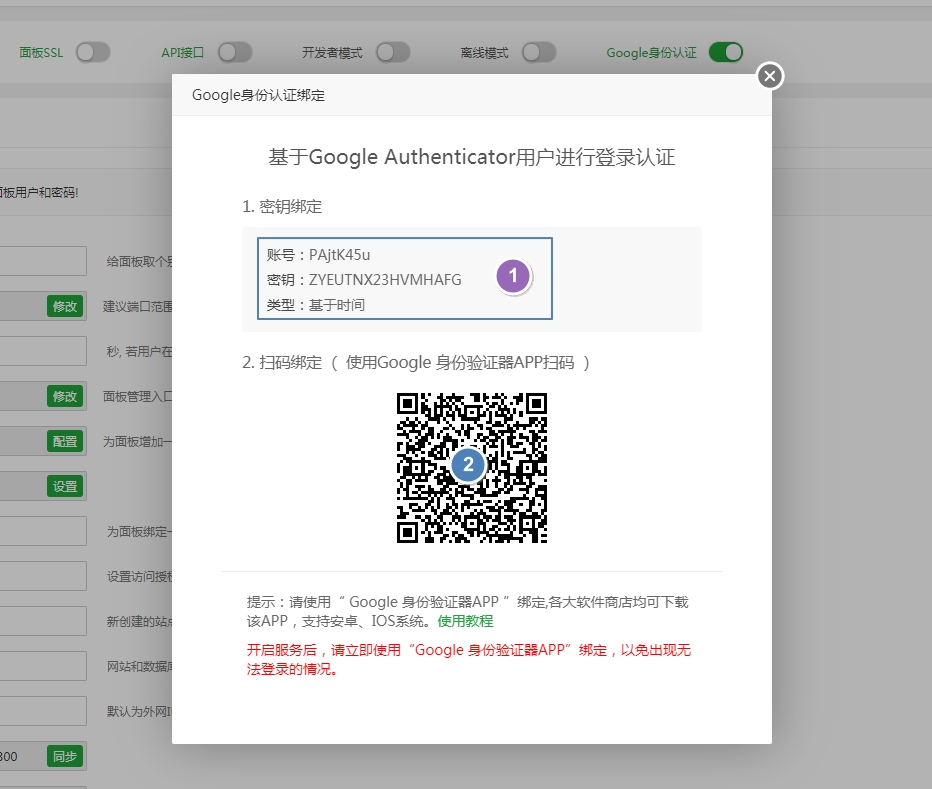 面板SSL API接口 开发者模式 离线模式 Google身份认证
Google身份认证绑定
基于Google Authenticator用户进行登录认证
面板用户和密码!
1. 密钥绑定
账号：PAjtK45u
密钥：ZYEUTNX23HVMHAFG
类型：基于时间
1
2. 扫码绑定 （ 使用Google 身份验证器APP扫码 ）
2
提示：请使用“ Google 身份验证器APP ”绑定,各大软件商店均可下载
该APP，支持安卓、IOS系统。使用教程
开启服务后，请立即使用“Google 身份验证器APP”绑定，以免出现无
法登录的情况。
给面板取个别
修改 建议端口范围
秒, 若用户在
修改 面板管理入口
配置 为面板增加一
设置
为面板绑定一
设置访问授权
新创建的站点
网站和数据库
默认为外网I
300 同步